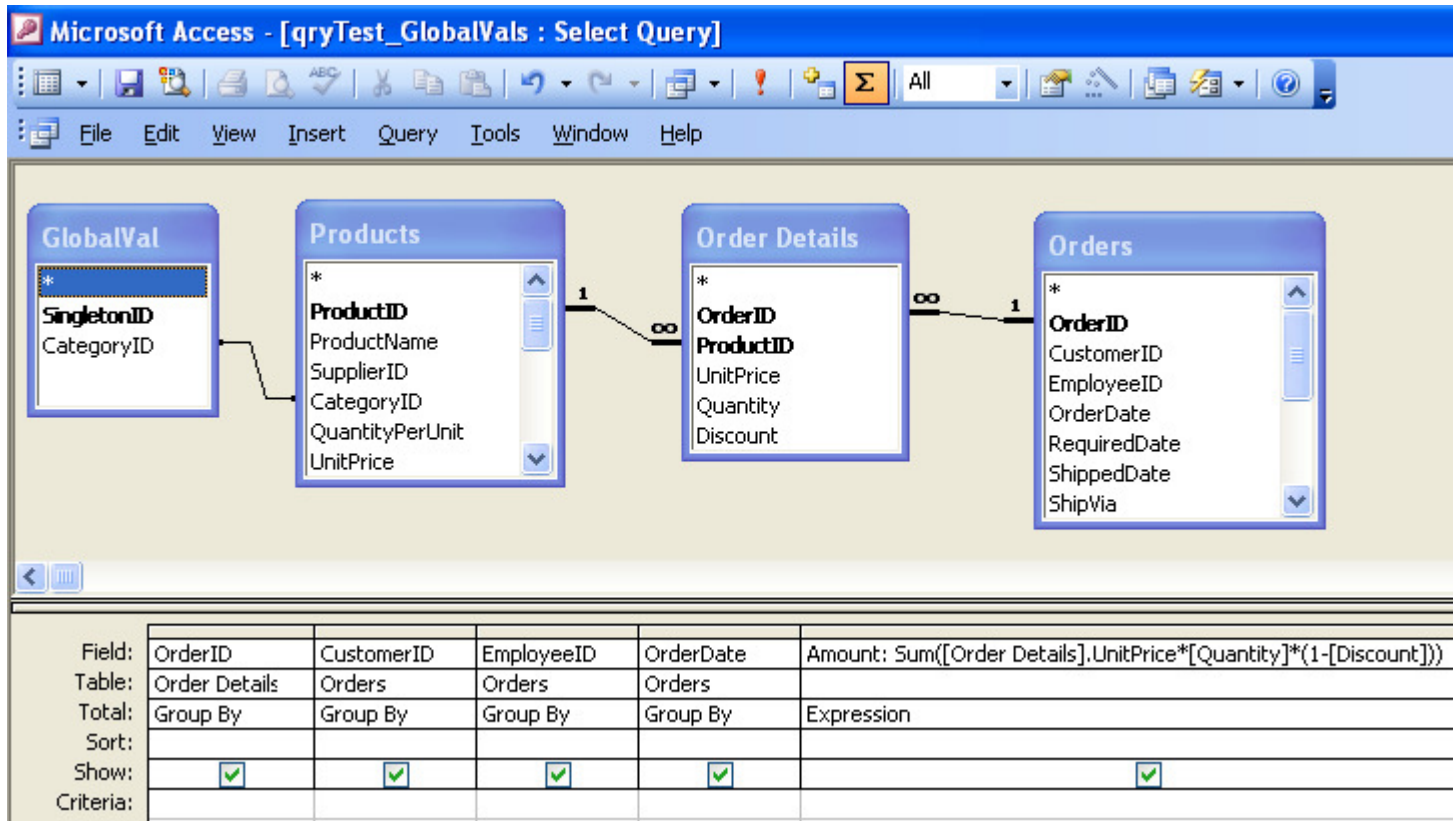 Microsoft Access - [qryTest_GlobalVals : Select Query]
ABC
Σ All
File Edit View Insert Query Tools Window Help
GlobalVal
*
SingletonID
CategoryID
Products
*
ProductID
ProductName
SupplierID
CategoryID
QuantityPerUnit
UnitPrice
1
∞
Order Details
*
OrderID
ProductID
UnitPrice
Quantity
Discount
∞
1
Orders
*
OrderID
CustomerID
EmployeeID
OrderDate
RequiredDate
ShippedDate
ShipVia
Field: OrderID CustomerID EmployeeID OrderDate Amount: Sum([Order Details].UnitPrice*[Quantity]*(1-[Discount]))
Table: Order Details Orders Orders Orders
Total: Group By Group By Group By Group By Expression
Sort:
Show:
Criteria: